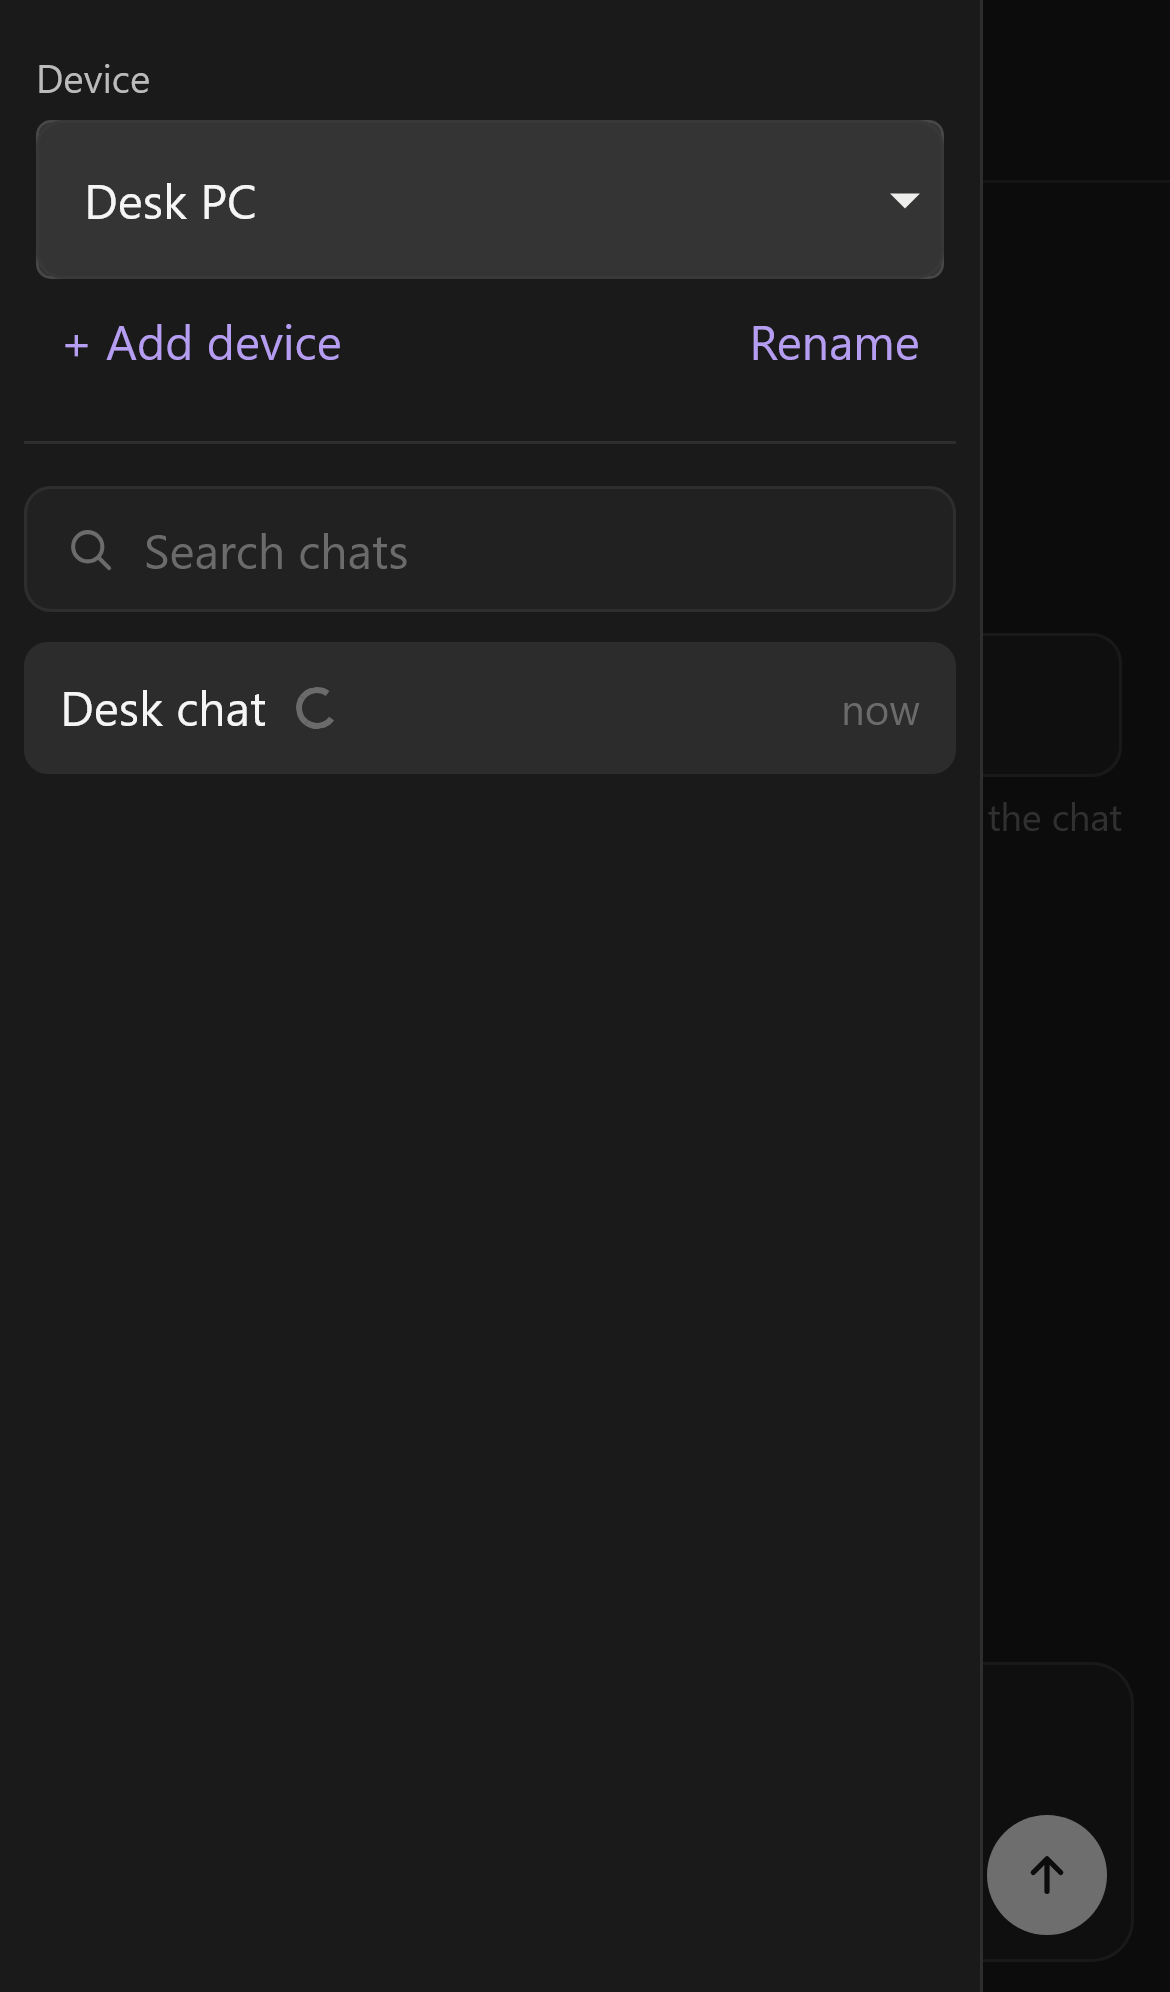 Device
Desk PC
+ Add device
Rename
Search chats
Desk chat
now
the chat